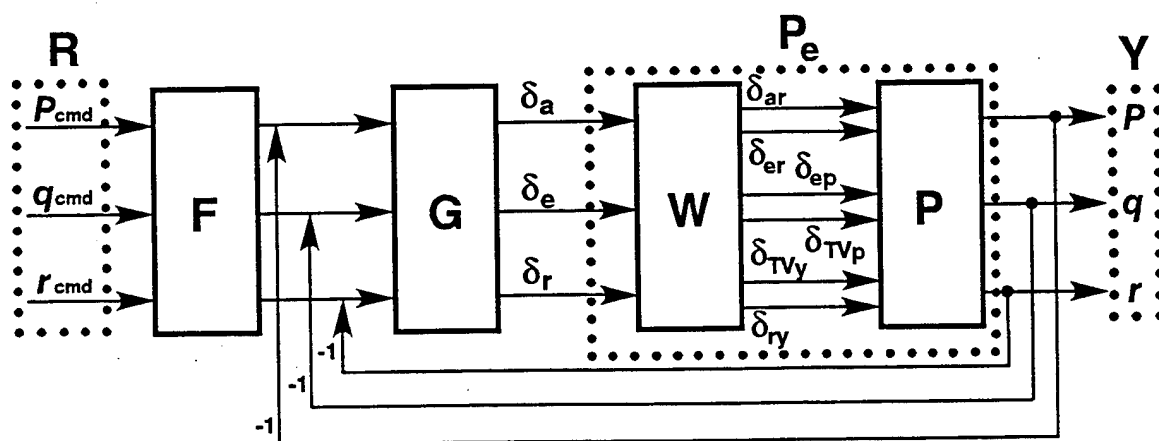 R
P_e
Y
P_cmd
q_cmd
r_cmd
F
G
δ_a
δ_e
δ_r
W
δ_ar
δ_er
δ_ep
δ_TVp
δ_TVy
δ_ry
P
P
q
r
-1
-1
-1